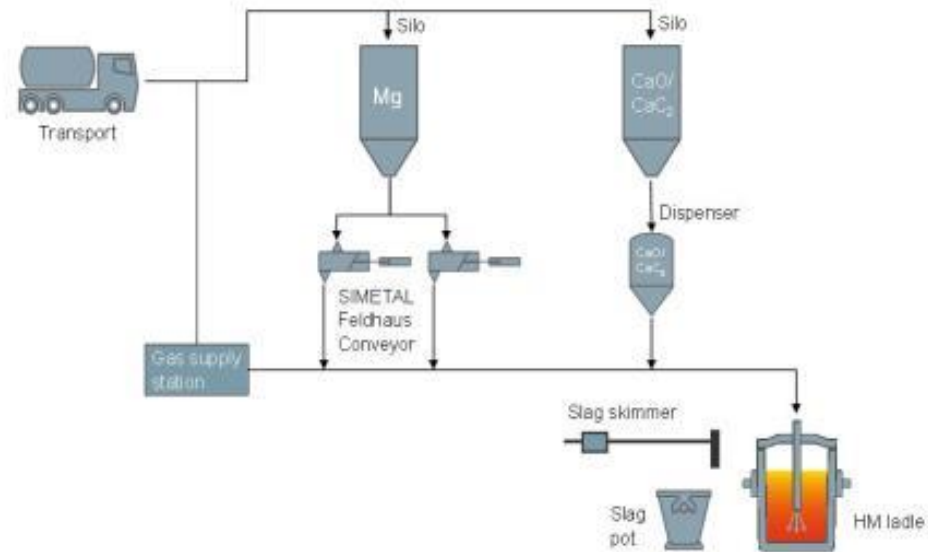 Silo
Silo
Mg
CaO/
CaC₂
Transport
Dispenser
CaO/
CaC₂
SIMETAL
Feldhaus
Conveyor
Gas supply
station
Slag skimmer
Slag
pot
HM ladle